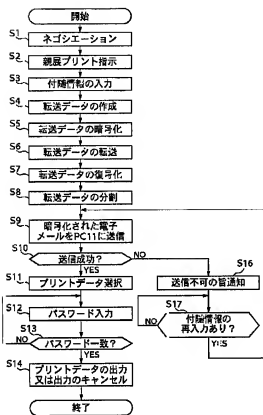 開始
S1
ネゴシエーション
S2
親展プリント指示
S3
付随情報の入力
S4
転送データの作成
S5
転送データの暗号化
S6
転送データの転送
S7
転送データの復号化
S8
転送データの分割
S9
暗号化された電子
メールをPC11に送信
S10
送信成功?
NO
YES
S16
送信不可の旨通知
S11
プリントデータ選択
S17
付随情報の
再入力あり?
NO
YES
S12
パスワード入力
S13
パスワード一致?
NO
YES
S14
プリントデータの出力
又は出力のキャンセル
終了